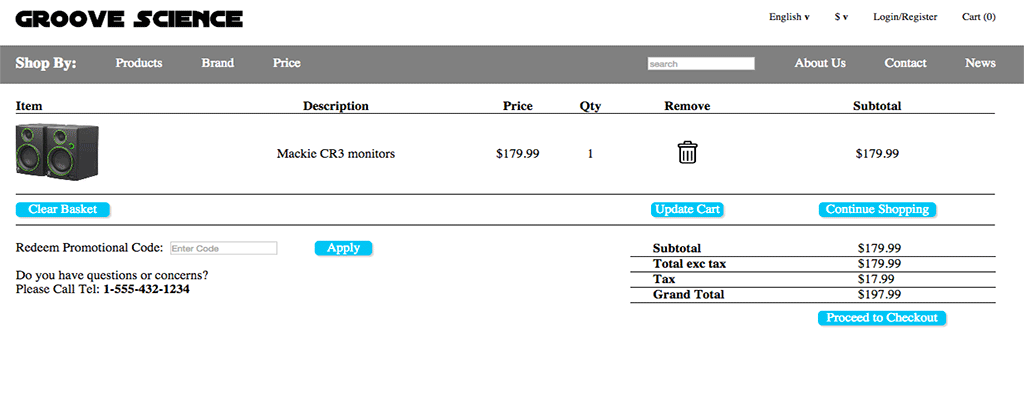 GROOVE SCIENCE
English v $ v Login/Register Cart (0)
Shop By: Products Brand Price search About Us Contact News
Item Description Price Qty Remove Subtotal
Mackie CR3 monitors $179.99 1 $179.99
Clear Basket Update Cart Continue Shopping
Redeem Promotional Code: Enter Code Apply
Subtotal $179.99
Total exc tax $179.99
Do you have questions or concerns?
Tax $17.99
Please Call Tel: 1-555-432-1234
Grand Total $197.99
Proceed to Checkout